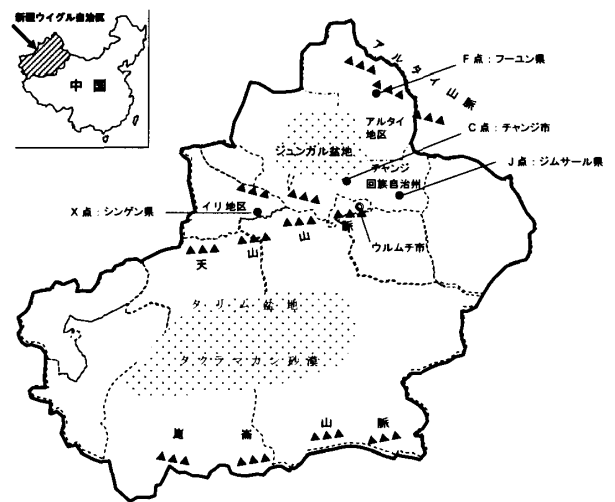 新疆ウイグル自治区
中国
アルタイ山脈
F点:フーユン県
アルタイ
地区
C点:チャンジ市
ジュンガル盆地
チャンジ
回族自治州
J点:ジムサール県
X点:シンゲン県
イリ地区
ウルムチ市
天山山脈
タリム盆地
タクラマカン砂漠
崑崙山脈